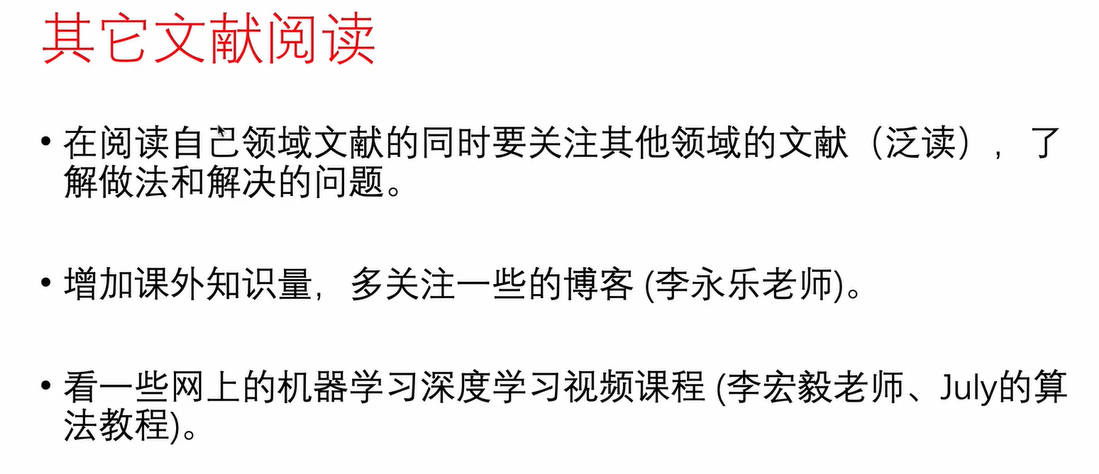 其它文献阅读
• 在阅读自己领域文献的同时要关注其他领域的文献（泛读），了
解做法和解决的问题。
• 增加课外知识量，多关注一些的博客 (李永乐老师)。
• 看一些网上的机器学习深度学习视频课程 (李宏毅老师、July的算
法教程)。